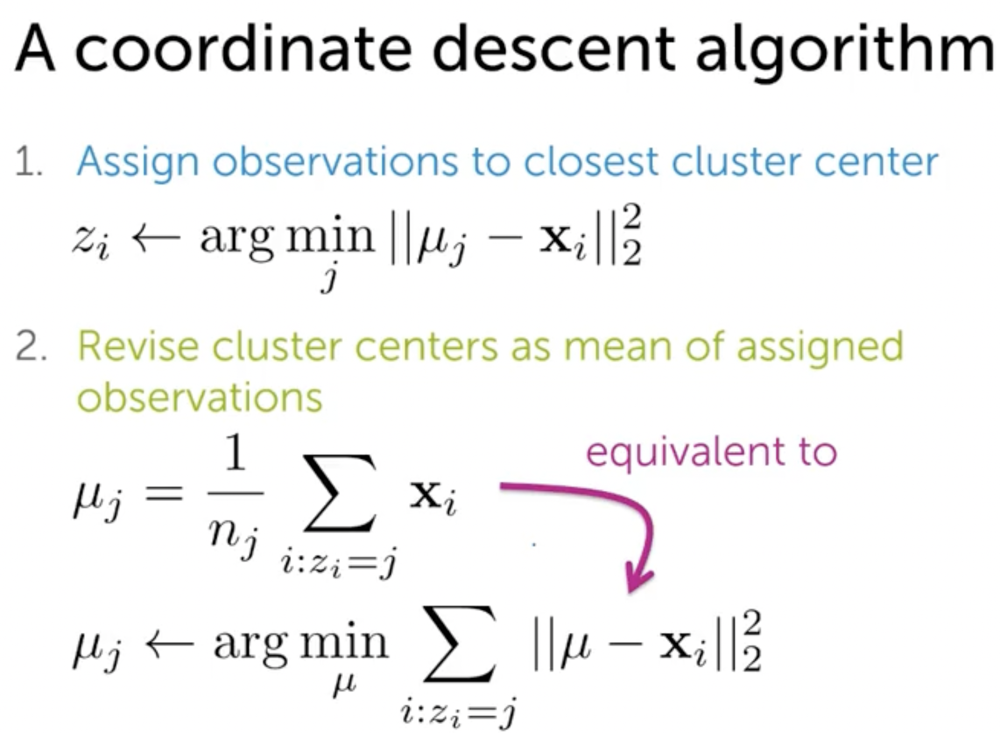 A coordinate descent algorithm
1. Assign observations to closest cluster center
$z_i \leftarrow \arg\min_j ||\mu_j - \mathbf{x}_i||_2^2$
2. Revise cluster centers as mean of assigned
observations
equivalent to
$\mu_j = \frac{1}{n_j} \sum_{i:z_i=j} \mathbf{x}_i$
$\mu_j \leftarrow \arg\min_\mu \sum_{i:z_i=j} ||\mu - \mathbf{x}_i||_2^2$